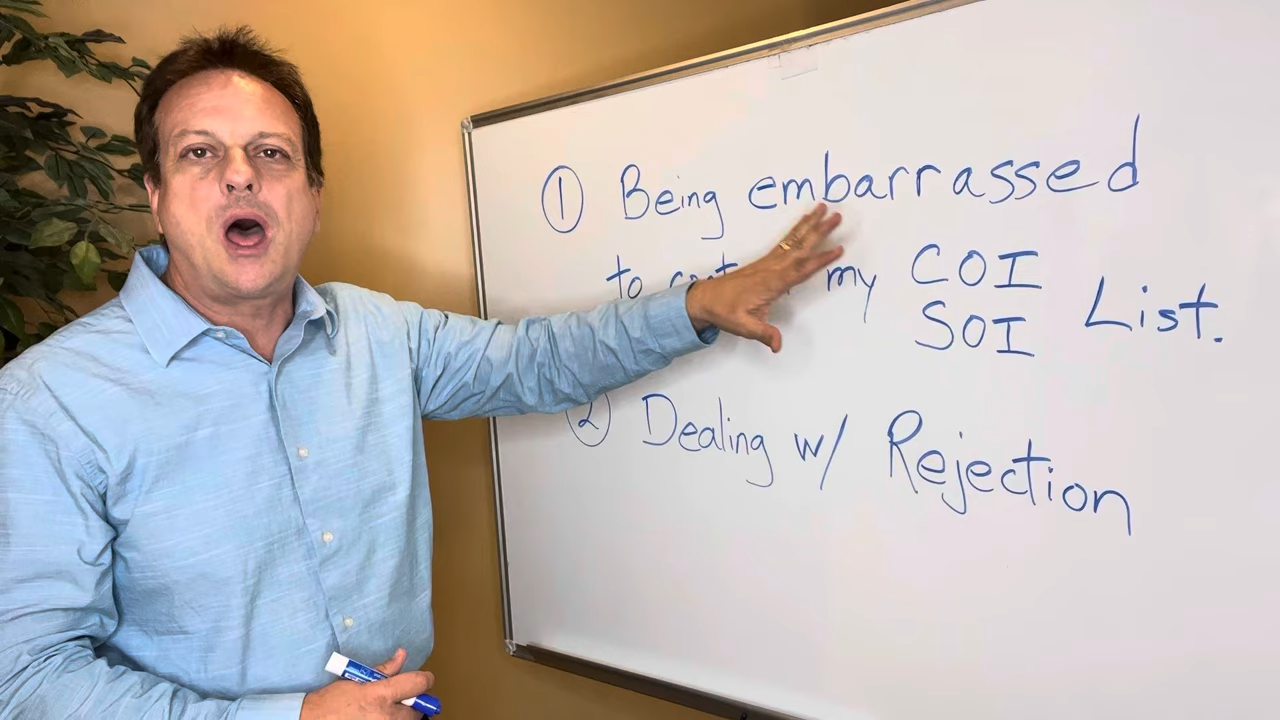 ① Being embarrassed
to my COI
SOI List.
② Dealing w/ Rejection